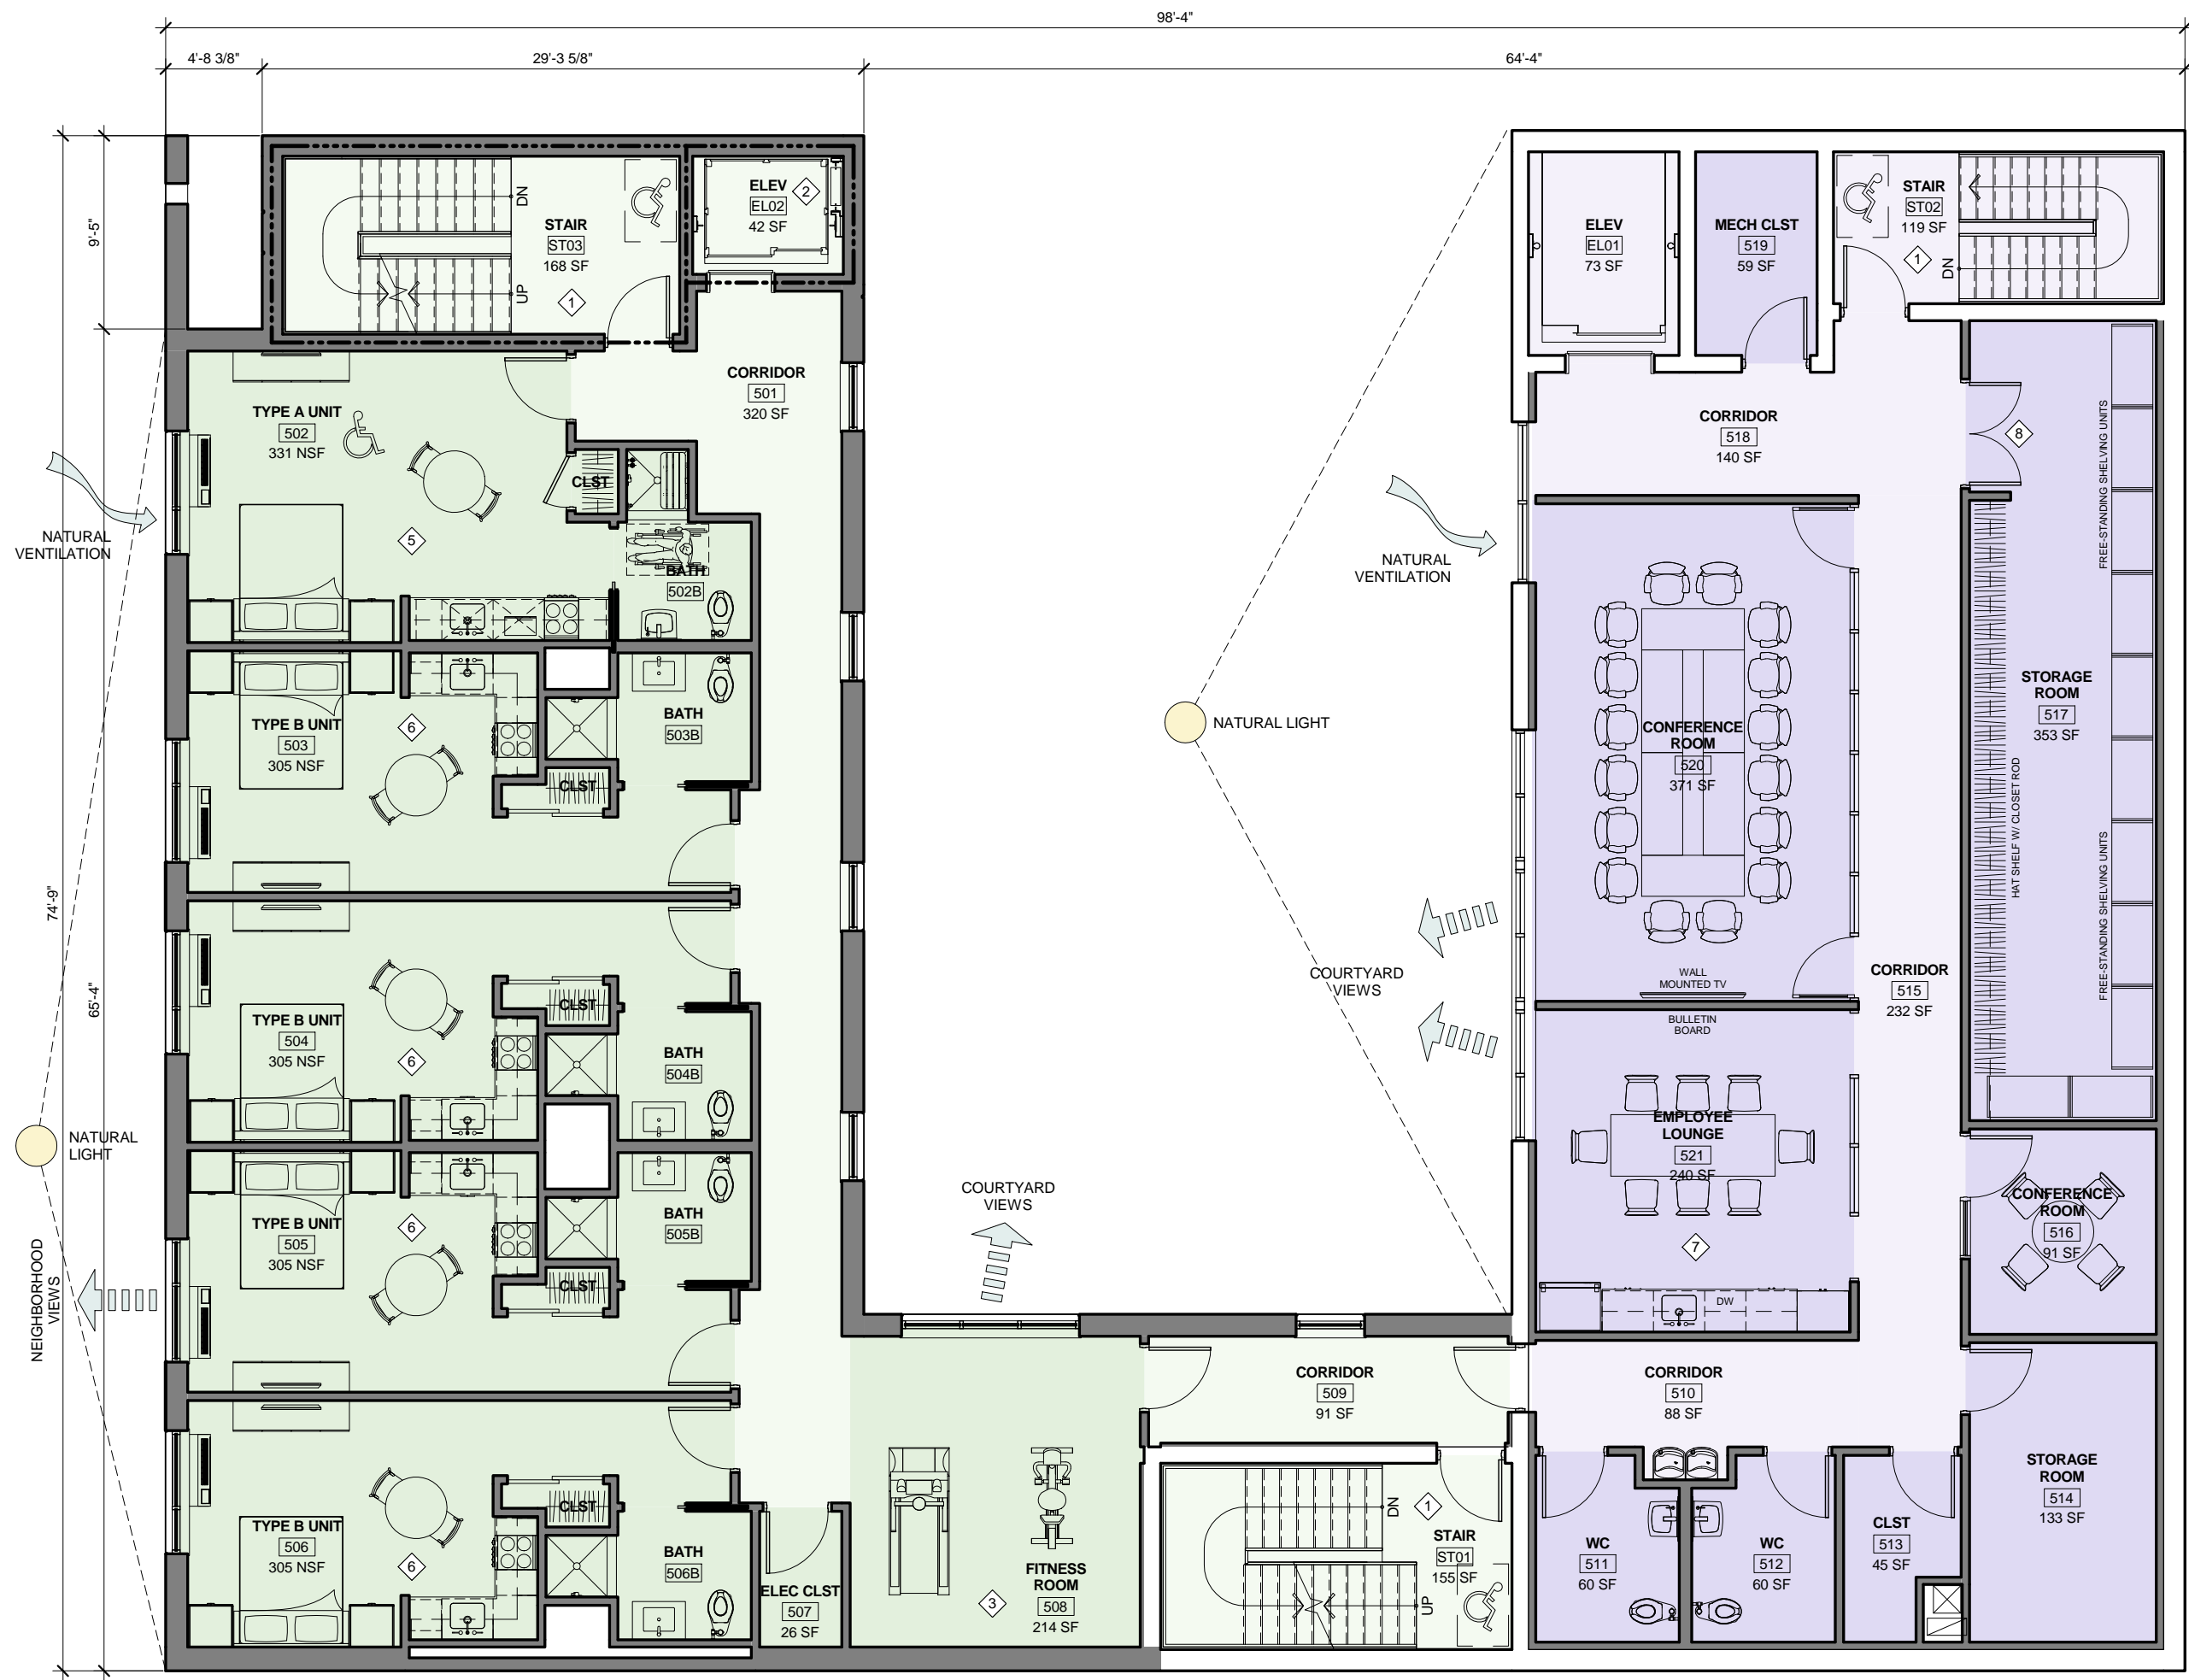 98'-4"
4'-8 3/8"
29'-3 5/8"
64'-4"
9'-5"
74'-9"
65'-4"
DN
UP
STAIR
ST03
168 SF
1
ELEV
EL02
42 SF
2
ELEV
EL01
73 SF
MECH CLST
519
59 SF
STAIR
ST02
119 SF
1
DN
CORRIDOR
501
320 SF
TYPE A UNIT
502
331 NSF
CLST
5
BATH
502B
NATURAL
VENTILATION
CORRIDOR
518
140 SF
8
FREE-STANDING SHELVING UNITS
NATURAL
VENTILATION
TYPE B UNIT
503
305 NSF
6
BATH
503B
CLST
NATURAL LIGHT
CONFERENCE
ROOM
520
371 SF
STORAGE
ROOM
517
353 SF
HAT SHELF W/ CLOSET ROD
FREE-STANDING SHELVING UNITS
COURTYARD
VIEWS
WALL
MOUNTED TV
CORRIDOR
515
232 SF
TYPE B UNIT
504
305 NSF
6
CLST
BATH
504B
BULLETIN
BOARD
NATURAL
LIGHT
EMPLOYEE
LOUNGE
521
240 SF
7
DW
TYPE B UNIT
505
305 NSF
6
BATH
505B
CLST
COURTYARD
VIEWS
CONFERENCE
ROOM
516
91 SF
NEIGHBORHOOD
VIEWS
CORRIDOR
509
91 SF
CORRIDOR
510
88 SF
TYPE B UNIT
506
305 NSF
6
CLST
BATH
506B
ELEC CLST
507
26 SF
3
FITNESS
ROOM
508
214 SF
DN
UP
1
STAIR
ST01
155 SF
WC
511
60 SF
WC
512
60 SF
CLST
513
45 SF
STORAGE
ROOM
514
133 SF